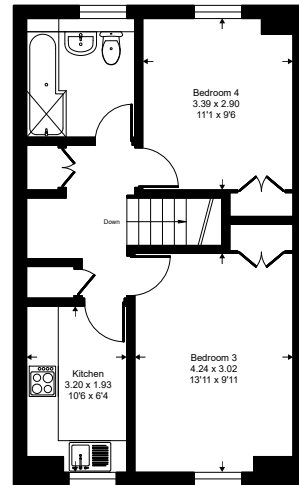 Bedroom 4
3.39 x 2.90
11'1 x 9'6
Down
Kitchen
3.20 x 1.93
10'6 x 6'4
Bedroom 3
4.24 x 3.02
13'11 x 9'11